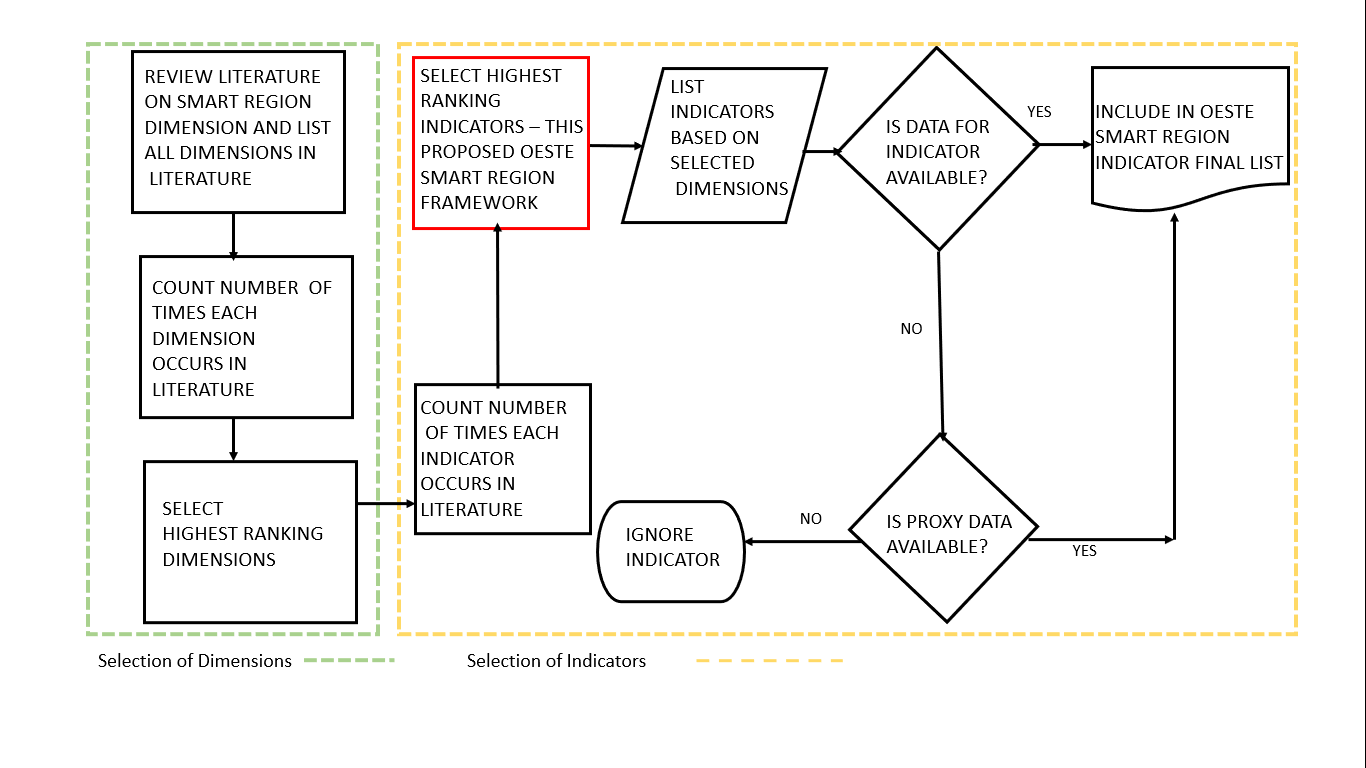 REVIEW LITERATURE
ON SMART REGION
DIMENSION AND LIST
ALL DIMENSIONS IN
LITERATURE
COUNT NUMBER OF
TIMES EACH
DIMENSION
OCCURS IN
LITERATURE
SELECT
HIGHEST RANKING
DIMENSIONS
COUNT NUMBER
OF TIMES EACH
INDICATOR
OCCURS IN
LITERATURE
SELECT HIGHEST
RANKING
INDICATORS – THIS
PROPOSED OESTE
SMART REGION
FRAMEWORK
LIST
INDICATORS
BASED ON
SELECTED
DIMENSIONS
IS DATA FOR
INDICATOR
AVAILABLE?
YES
INCLUDE IN OESTE
SMART REGION
INDICATOR FINAL LIST
NO
IS PROXY DATA
AVAILABLE?
YES
NO
IGNORE
INDICATOR
Selection of Dimensions
Selection of Indicators